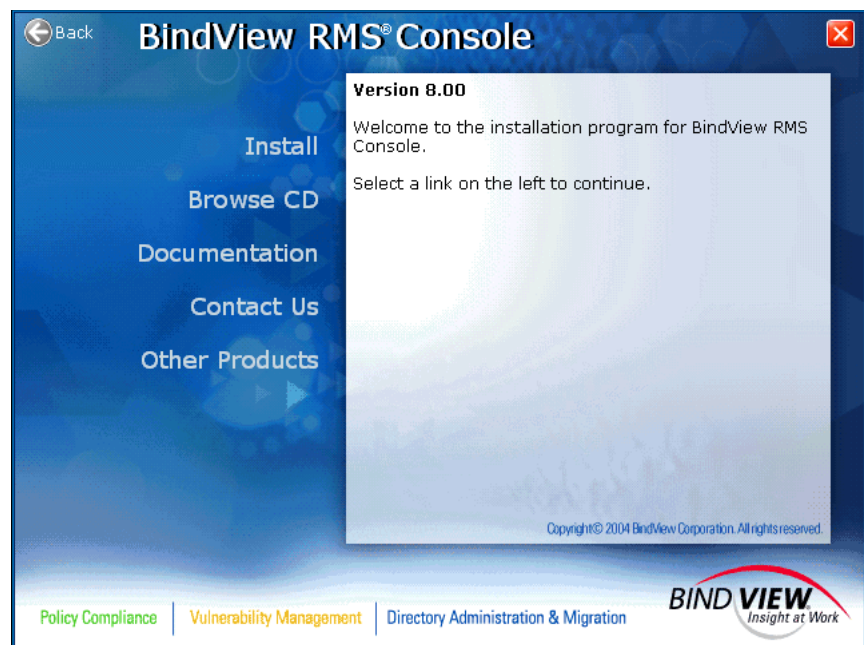 Back
BindView RMS® Console
Version 8.00
Welcome to the installation program for BindView RMS
Console.
Select a link on the left to continue.
Install
Browse CD
Documentation
Contact Us
Other Products
Copyright© 2004 BindView Corporation. All rights reserved.
Policy Compliance
Vulnerability Management
Directory Administration & Migration
BIND VIEW
Insight at Work